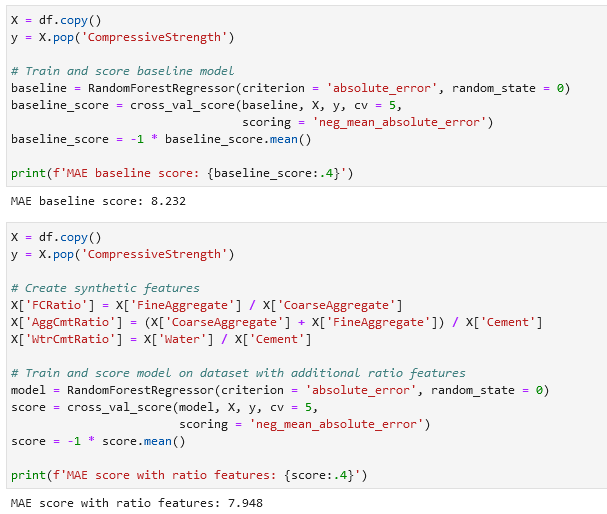 X = df.copy()
y = X.pop('CompressiveStrength')
# Train and score baseline model
baseline = RandomForestRegressor(criterion = 'absolute_error', random_state = 0)
baseline_score = cross_val_score(baseline, X, y, cv = 5,
scoring = 'neg_mean_absolute_error')
baseline_score = -1 * baseline_score.mean()
print(f'MAE baseline score: {baseline_score:.4}')
MAE baseline score: 8.232
X = df.copy()
y = X.pop('CompressiveStrength')
# Create synthetic features
X['FCRatio'] = X['FineAggregate'] / X['CoarseAggregate']
X['AggCmtRatio'] = (X['CoarseAggregate'] + X['FineAggregate']) / X['Cement']
X['WtrCmtRatio'] = X['Water'] / X['Cement']
# Train and score model on dataset with additional ratio features
model = RandomForestRegressor(criterion = 'absolute_error', random_state = 0)
score = cross_val_score(model, X, y, cv = 5,
scoring = 'neg_mean_absolute_error')
score = -1 * score.mean()
print(f'MAE score with ratio features: {score:.4}')
MAE score with ratio features: 7.948